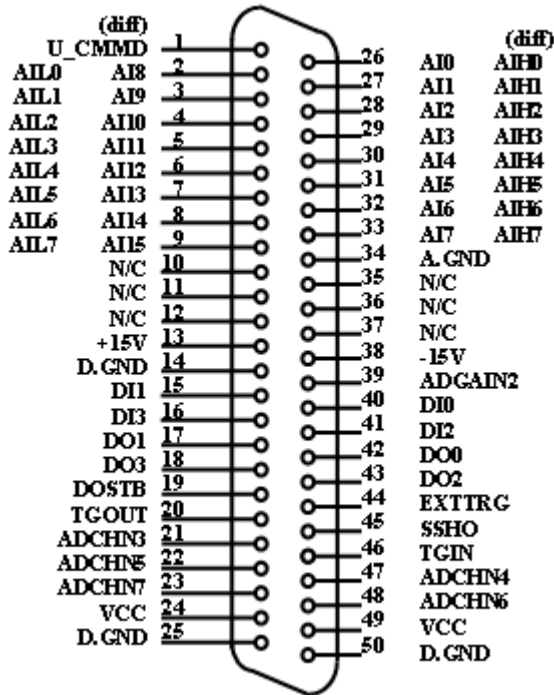 (diff)
U_CMMD 1
AIL0 AI8 2
AIL1 AI9 3
AIL2 AI10 4
AIL3 AI11 5
AIL4 AI12 6
AIL5 AI13 7
AIL6 AI14 8
AIL7 AI15 9
N/C 10
N/C 11
N/C 12
+15V 13
D.GND 14
DI1 15
DI3 16
DO1 17
DO3 18
DOSTB 19
TGOUT 20
ADCHN3 21
ADCHN5 22
ADCHN7 23
VCC 24
D.GND 25
(diff)
26 AI0 AIH0
27 AI1 AIH1
28 AI2 AIH2
29 AI3 AIH3
30 AI4 AIH4
31 AI5 AIH5
32 AI6 AIH6
33 AI7 AIH7
34 A.GND
35 N/C
36 N/C
37 N/C
38 -15V
39 ADGAIN2
40 DI0
41 DI2
42 DO0
43 DO2
44 EXTTRG
45 SSHO
46 TGIN
47 ADCHN4
48 ADCHN6
49 VCC
50 D.GND